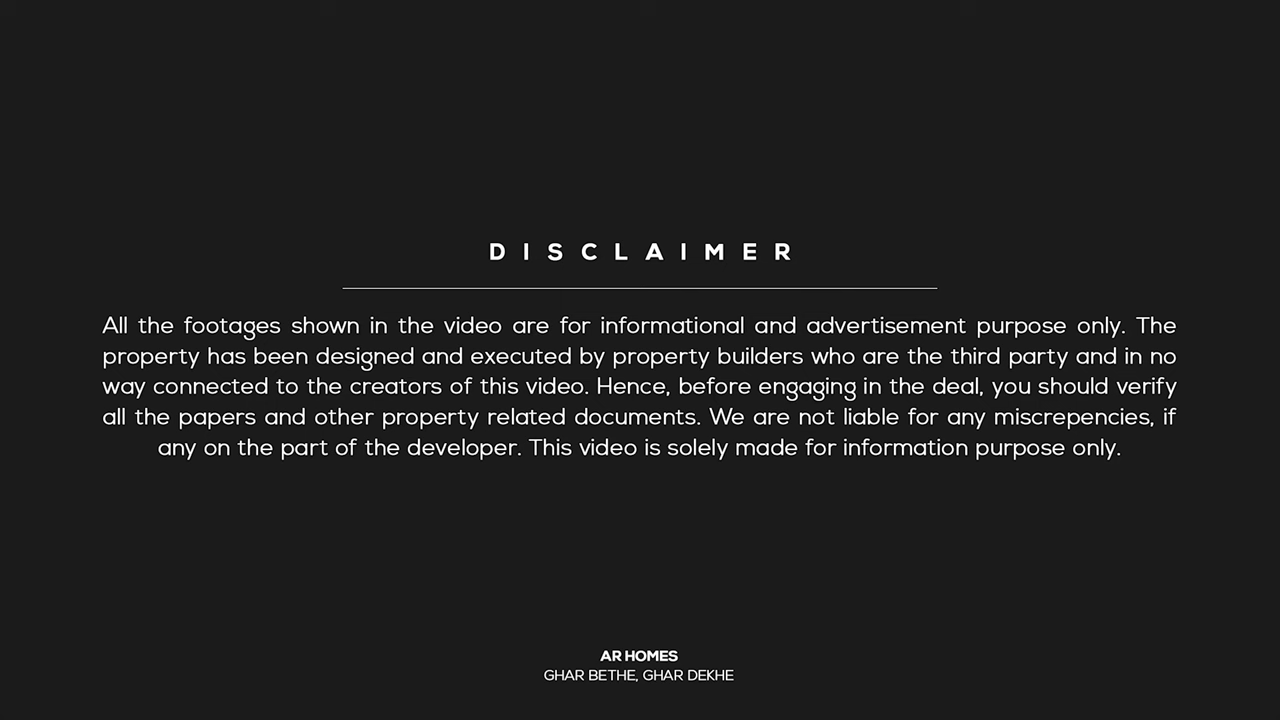 DISCLAIMER
All the footages shown in the video are for informational and advertisement purpose only. The
property has been designed and executed by property builders who are the third party and in no
way connected to the creators of this video. Hence, before engaging in the deal, you should verify
all the papers and other property related documents. We are not liable for any miscrepencies, if
any on the part of the developer. This video is solely made for information purpose only.
AR HOMES
GHAR BETHE, GHAR DEKHE